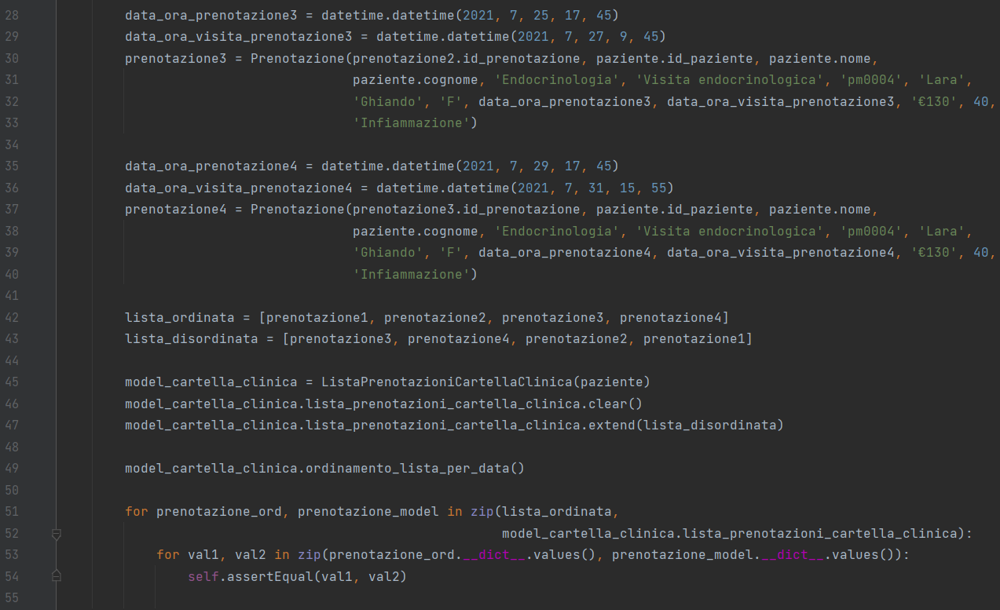 28 data_ora_prenotazione3 = datetime.datetime(2021, 7, 25, 17, 45)
29 data_ora_visita_prenotazione3 = datetime.datetime(2021, 7, 27, 9, 45)
30 prenotazione3 = Prenotazione(prenotazione2.id_prenotazione, paziente.id_paziente, paziente.nome,
31 paziente.cognome, 'Endocrinologia', 'Visita endocrinologica', 'pm0004', 'Lara',
32 'Ghiando', 'F', data_ora_prenotazione3, data_ora_visita_prenotazione3, '€130', 40,
33 'Infiammazione')
34
35 data_ora_prenotazione4 = datetime.datetime(2021, 7, 29, 17, 45)
36 data_ora_visita_prenotazione4 = datetime.datetime(2021, 7, 31, 15, 55)
37 prenotazione4 = Prenotazione(prenotazione3.id_prenotazione, paziente.id_paziente, paziente.nome,
38 paziente.cognome, 'Endocrinologia', 'Visita endocrinologica', 'pm0004', 'Lara',
39 'Ghiando', 'F', data_ora_prenotazione4, data_ora_visita_prenotazione4, '€130', 40,
40 'Infiammazione')
41
42 lista_ordinata = [prenotazione1, prenotazione2, prenotazione3, prenotazione4]
43 lista_disordinata = [prenotazione3, prenotazione4, prenotazione2, prenotazione1]
44
45 model_cartella_clinica = ListaPrenotazioniCartellaClinica(paziente)
46 model_cartella_clinica.lista_prenotazioni_cartella_clinica.clear()
47 model_cartella_clinica.lista_prenotazioni_cartella_clinica.extend(lista_disordinata)
48
49 model_cartella_clinica.ordinamento_lista_per_data()
50
51 for prenotazione_ord, prenotazione_model in zip(lista_ordinata,
52 model_cartella_clinica.lista_prenotazioni_cartella_clinica):
53 for val1, val2 in zip(prenotazione_ord.__dict__.values(), prenotazione_model.__dict__.values()):
54 self.assertEqual(val1, val2)
55